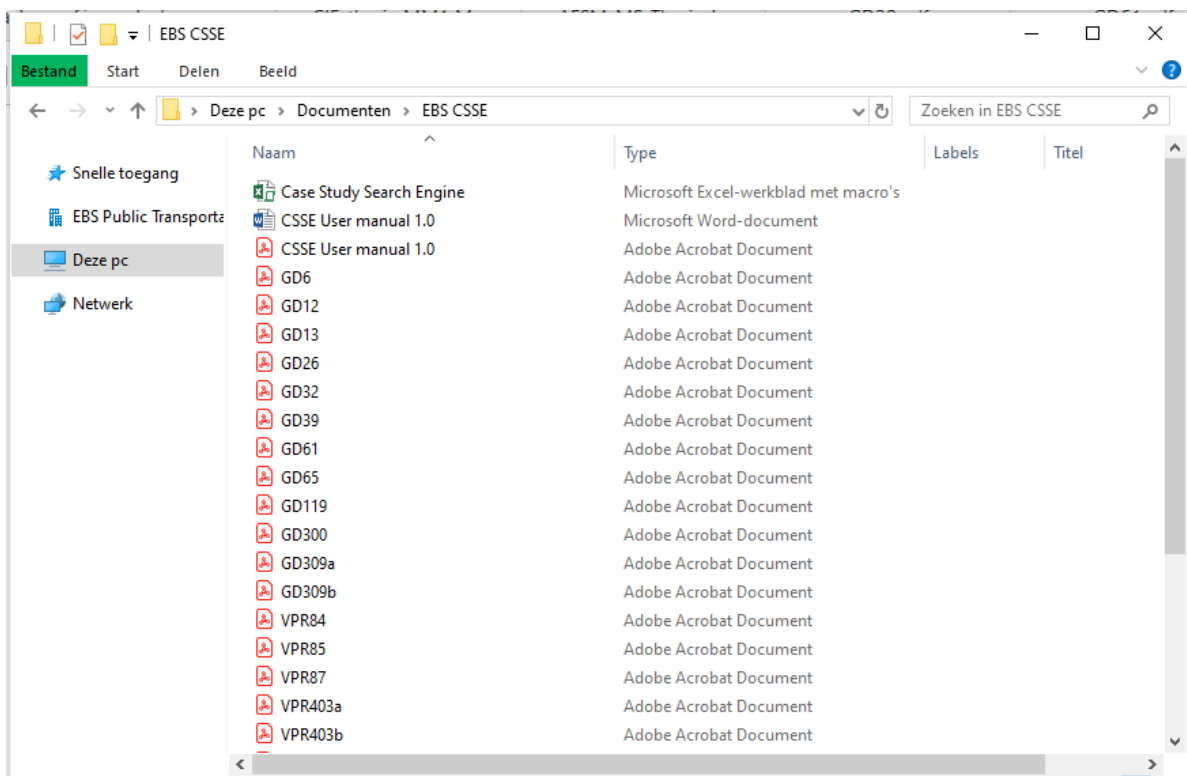 EBS CSSE
Bestand Start Delen Beeld
Deze pc > Documenten > EBS CSSE Zoeken in EBS CSSE
Snelle toegang
EBS Public Transporta
Deze pc
Netwerk
Naam Type Labels Titel
Case Study Search Engine Microsoft Excel-werkblad met macro's
CSSE User manual 1.0 Microsoft Word-document
CSSE User manual 1.0 Adobe Acrobat Document
GD6 Adobe Acrobat Document
GD12 Adobe Acrobat Document
GD13 Adobe Acrobat Document
GD26 Adobe Acrobat Document
GD32 Adobe Acrobat Document
GD39 Adobe Acrobat Document
GD61 Adobe Acrobat Document
GD65 Adobe Acrobat Document
GD119 Adobe Acrobat Document
GD300 Adobe Acrobat Document
GD309a Adobe Acrobat Document
GD309b Adobe Acrobat Document
VPR84 Adobe Acrobat Document
VPR85 Adobe Acrobat Document
VPR87 Adobe Acrobat Document
VPR403a Adobe Acrobat Document
VPR403b Adobe Acrobat Document